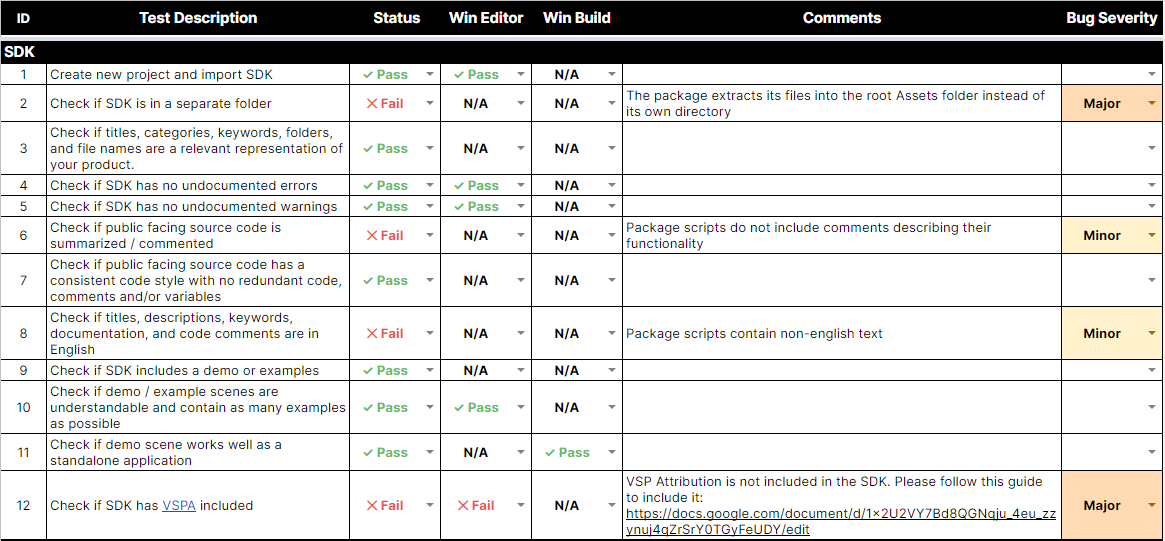 ID Test Description Status Win Editor Win Build Comments Bug Severity
SDK
1 Create new project and import SDK Pass Pass N/A
2 Check if SDK is in a separate folder Fail N/A N/A The package extracts its files into the root Assets folder instead of
its own directory Major
3 Check if titles, categories, keywords, folders,
and file names are a relevant representation of
your product. Pass N/A N/A
4 Check if SDK has no undocumented errors Pass Pass N/A
5 Check if SDK has no undocumented warnings Pass Pass N/A
6 Check if public facing source code is
summarized / commented Fail N/A N/A Package scripts do not include comments describing their
functionality Minor
7 Check if public facing source code has a
consistent code style with no redundant code,
comments and/or variables Pass N/A N/A
8 Check if titles, descriptions, keywords,
documentation, and code comments are in
English Fail N/A N/A Package scripts contain non-english text Minor
9 Check if SDK includes a demo or examples Pass N/A N/A
10 Check if demo / example scenes are
understandable and contain as many examples
as possible Pass Pass N/A
11 Check if demo scene works well as a
standalone application Pass N/A Pass
12 Check if SDK has VSPA included Fail Fail N/A VSP Attribution is not included in the SDK. Please follow this guide
to include it:
https://docs.google.com/document/d/1x2U2VY7Bd8QGNqju_4eu_zz
ynuj4qZrSrY0TGyFeUDY/edit Major